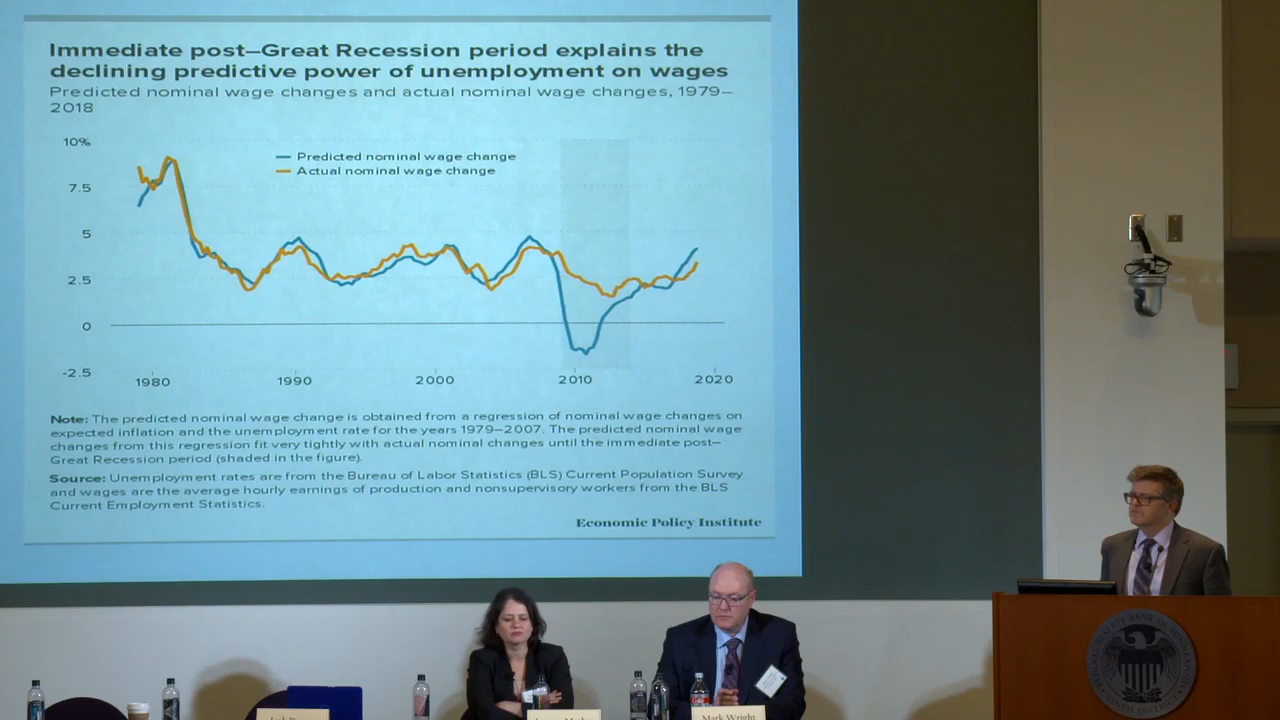 Immediate post–Great Recession period explains the
declining predictive power of unemployment on wages
Predicted nominal wage changes and actual nominal wage changes, 1979–
2018
10%
Predicted nominal wage change
Actual nominal wage change
7.5
5
2.5
0
-2.5
1980
1990
2000
2010
2020
Note: The predicted nominal wage change is obtained from a regression of nominal wage changes on
expected inflation and the unemployment rate for the years 1979–2007. The predicted nominal wage
changes from this regression fit very tightly with actual nominal changes until the immediate post–
Great Recession period (shaded in the figure).
Source: Unemployment rates are from the Bureau of Labor Statistics (BLS) Current Population Survey
and wages are the average hourly earnings of production and nonsupervisory workers from the BLS
Current Employment Statistics.
Economic Policy Institute
Mark Wright